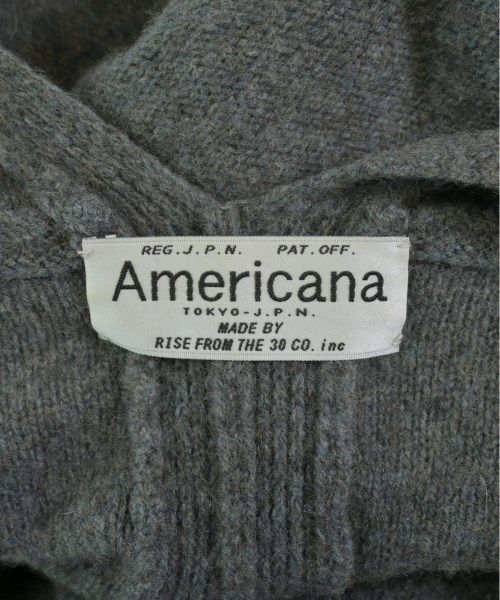 REG.J.P.N. PAT.OFF.
Americana
TOKYO-J.P.N.
MADE BY
RISE FROM THE 30 CO. inc